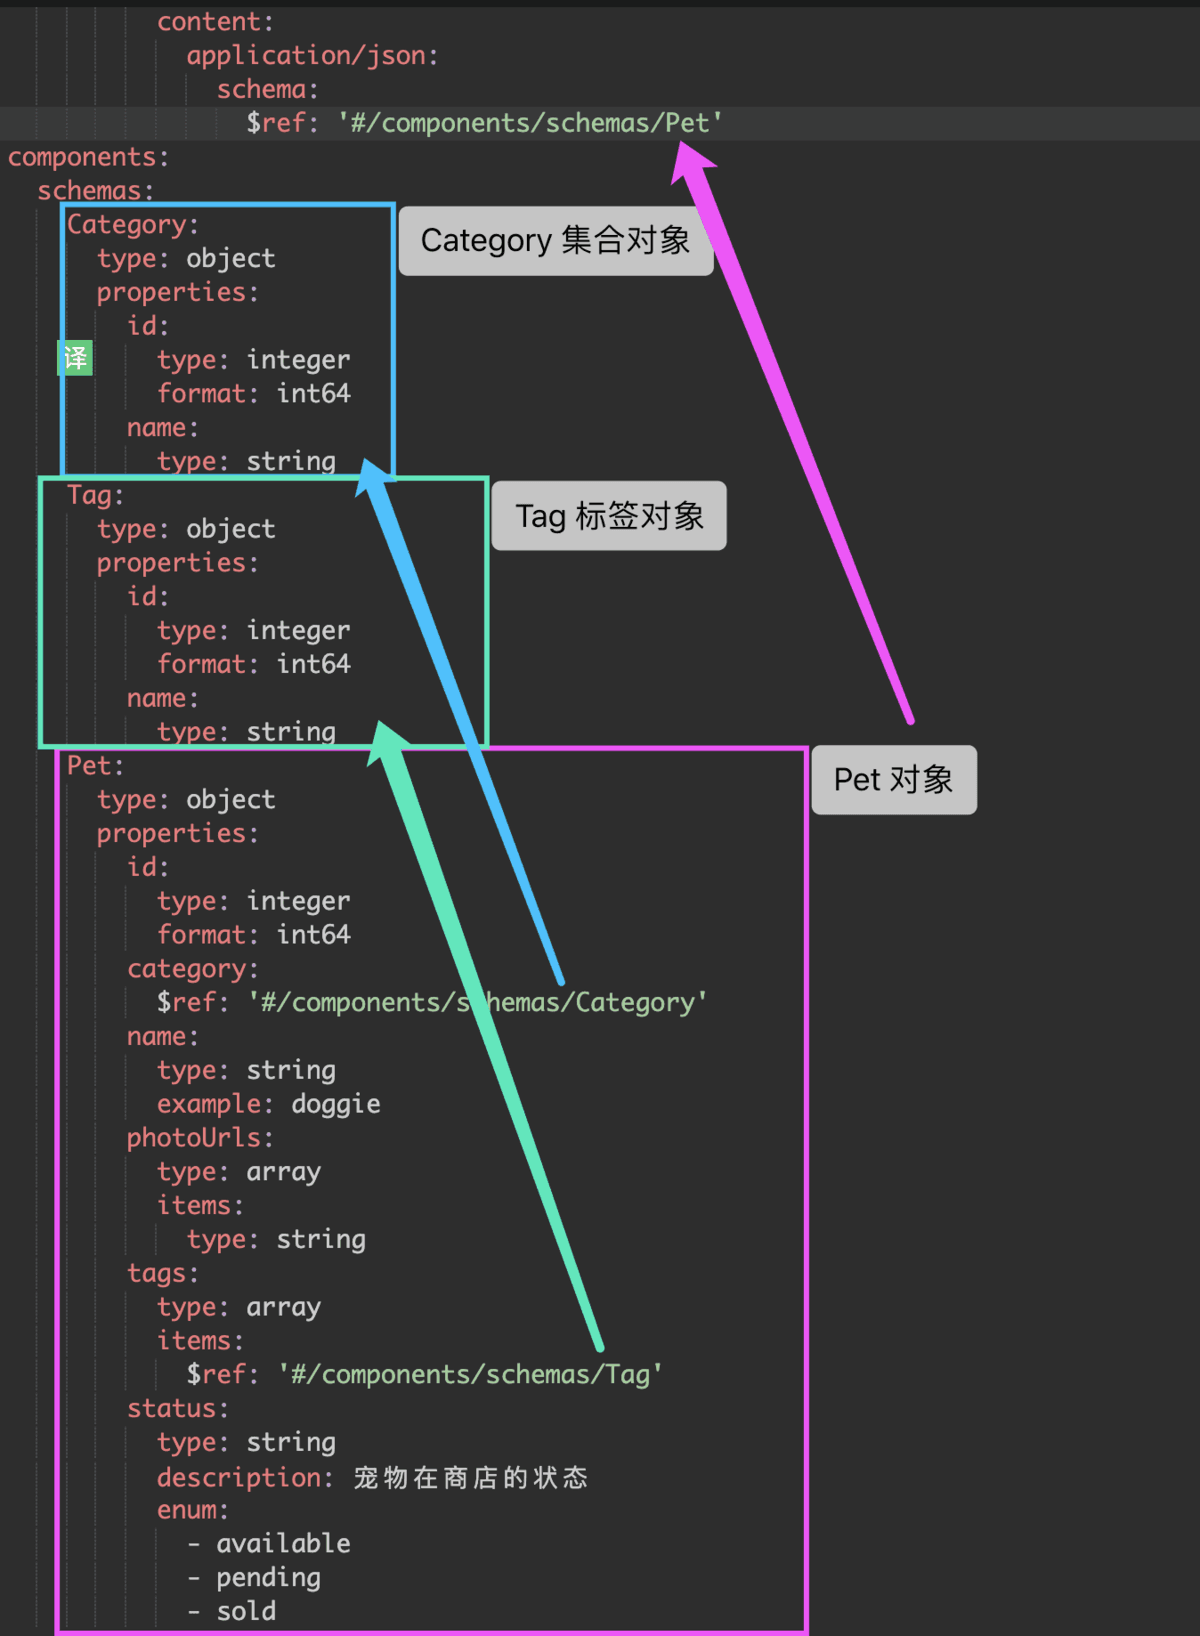 content:
application/json:
schema:
$ref: '#/components/schemas/Pet'
components:
schemas:
Category:
Category 集合对象
type: object
properties:
id:
译
type: integer
format: int64
name:
type: string
Tag:
Tag 标签对象
type: object
properties:
id:
type: integer
format: int64
name:
type: string
Pet:
Pet 对象
type: object
properties:
id:
type: integer
format: int64
category:
$ref: '#/components/schemas/Category'
name:
type: string
example: doggie
photoUrls:
type: array
items:
type: string
tags:
type: array
items:
$ref: '#/components/schemas/Tag'
status:
type: string
description: 宠物在商店的状态
enum:
- available
- pending
- sold